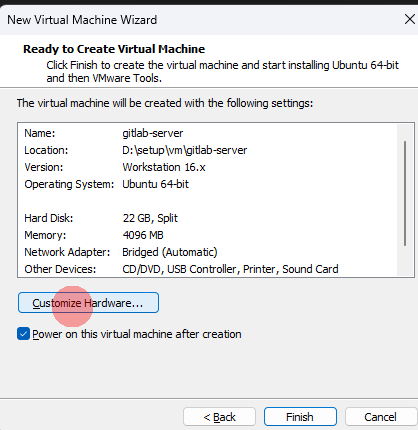 New Virtual Machine Wizard
Ready to Create Virtual Machine
Click Finish to create the virtual machine and start installing Ubuntu 64-bit
and then VMware Tools.
The virtual machine will be created with the following settings:
Name: gitlab-server
Location: D:\setup\vm\gitlab-server
Version: Workstation 16.x
Operating System: Ubuntu 64-bit
Hard Disk: 22 GB, Split
Memory: 4096 MB
Network Adapter: Bridged (Automatic)
Other Devices: CD/DVD, USB Controller, Printer, Sound Card
Customize Hardware...
Power on this virtual machine after creation
< Back Finish Cancel